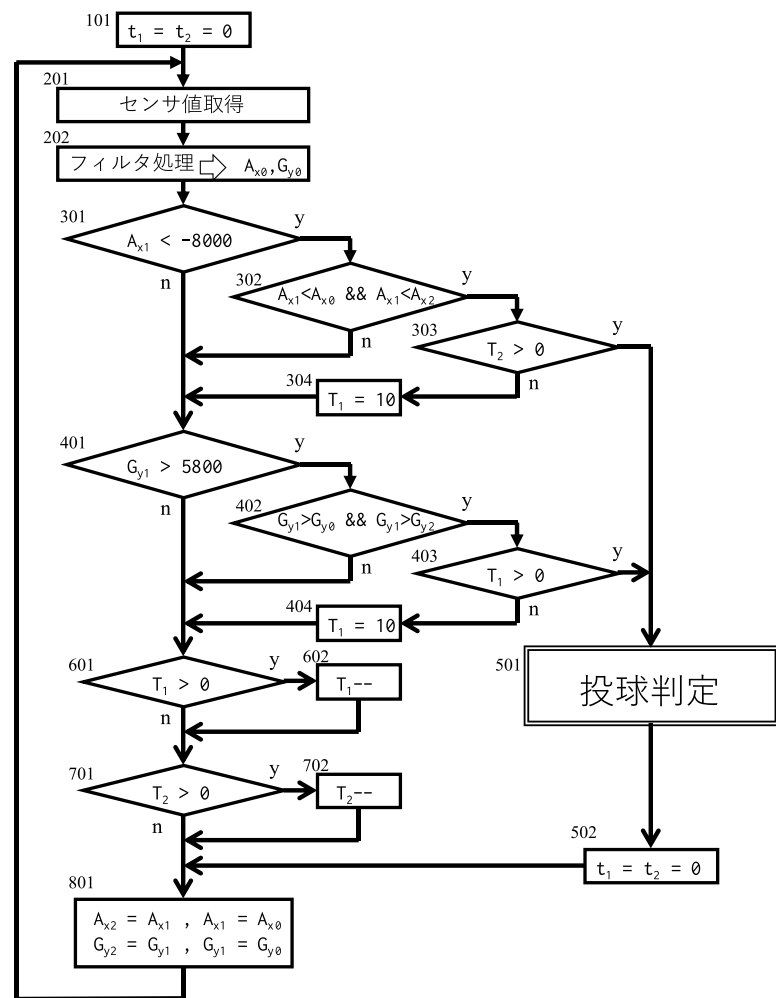 101
t₁ = t₂ = 0
201
センサ値取得
202
フィルタ処理 ⇨ Aₓ₀,G_y0
301
Aₓ₁ < -8000
y
n
302
Aₓ₁<Aₓ₀ && Aₓ₁<Aₓ₂
y
n
303
T₂ > 0
y
n
304
T₁ = 10
401
G_y1 > 5800
y
n
402
G_y1>G_y0 && G_y1>G_y2
y
n
403
T₁ > 0
y
n
404
T₁ = 10
501
投球判定
601
T₁ > 0
y
n
602
T₁--
701
T₂ > 0
y
n
702
T₂--
502
t₁ = t₂ = 0
801
Aₓ₂ = Aₓ₁ , Aₓ₁ = Aₓ₀
G_y2 = G_y1 , G_y1 = G_y0